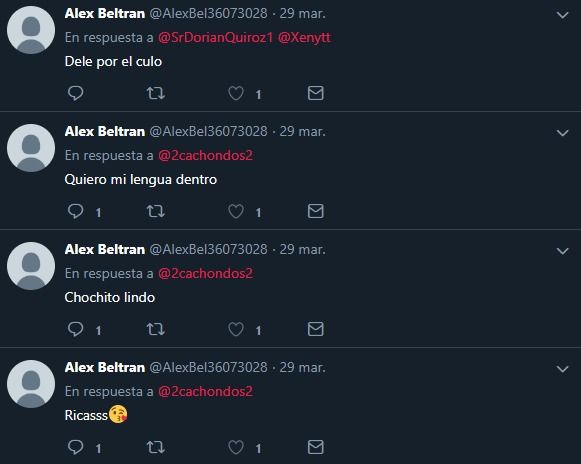 Alex Beltran @AlexBel36073028 · 29 mar.
En respuesta a @SrDorianQuiroz1 @Xenytt
Dele por el culo
1
Alex Beltran @AlexBel36073028 · 29 mar.
En respuesta a @2cachondos2
Quiero mi lengua dentro
1 1
Alex Beltran @AlexBel36073028 · 29 mar.
En respuesta a @2cachondos2
Chochito lindo
1 1
Alex Beltran @AlexBel36073028 · 29 mar.
En respuesta a @2cachondos2
Ricasss😘
1 1